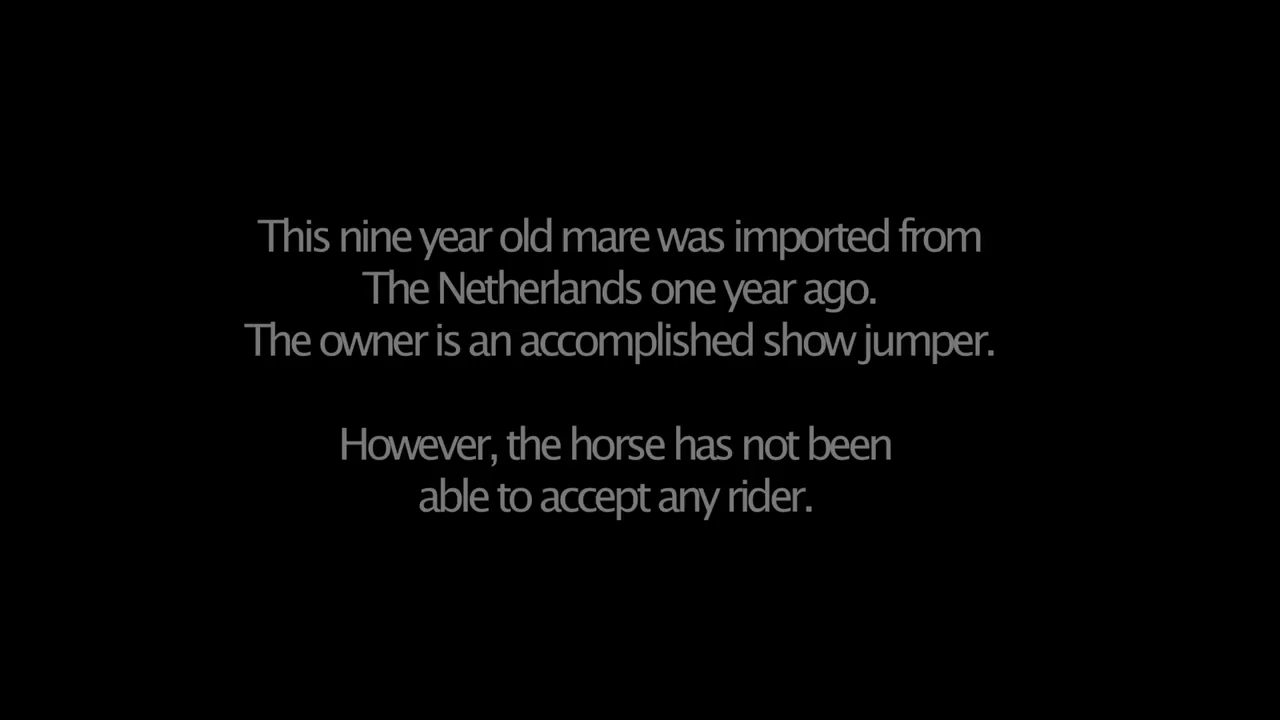 This nine year old mare was imported from
The Netherlands one year ago.
The owner is an accomplished show jumper.
However, the horse has not been
able to accept any rider.